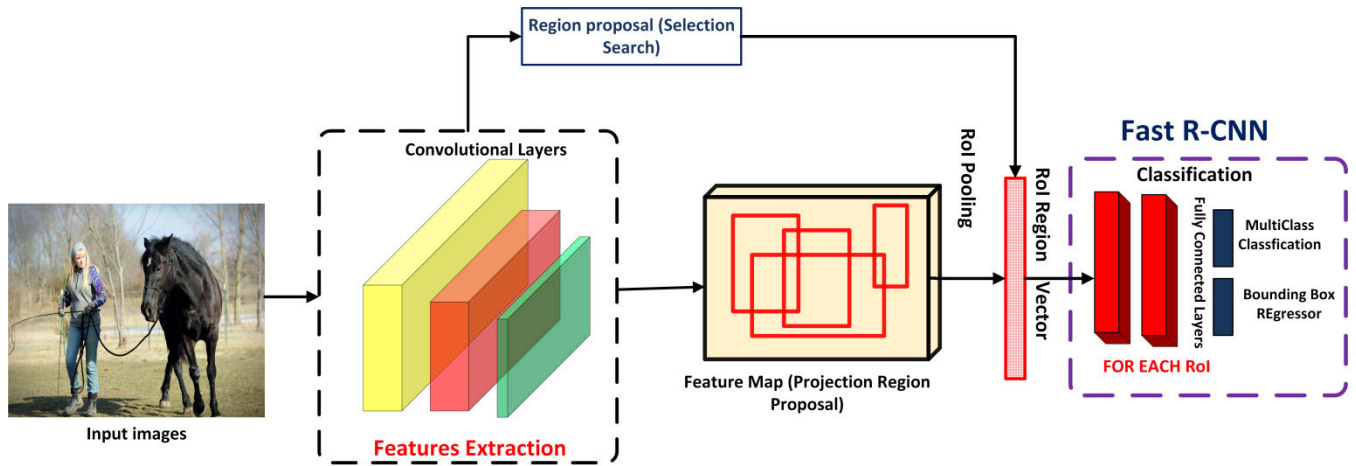 Region proposal (Selection
Search)
Fast R-CNN
Convolutional Layers
RoI Pooling
RoI Region
Vector
Classification
Fully Connected Layers
MultiClass
Classfication
Bounding Box
REgressor
FOR EACH RoI
Feature Map (Projection Region
Proposal)
Input images
Features Extraction